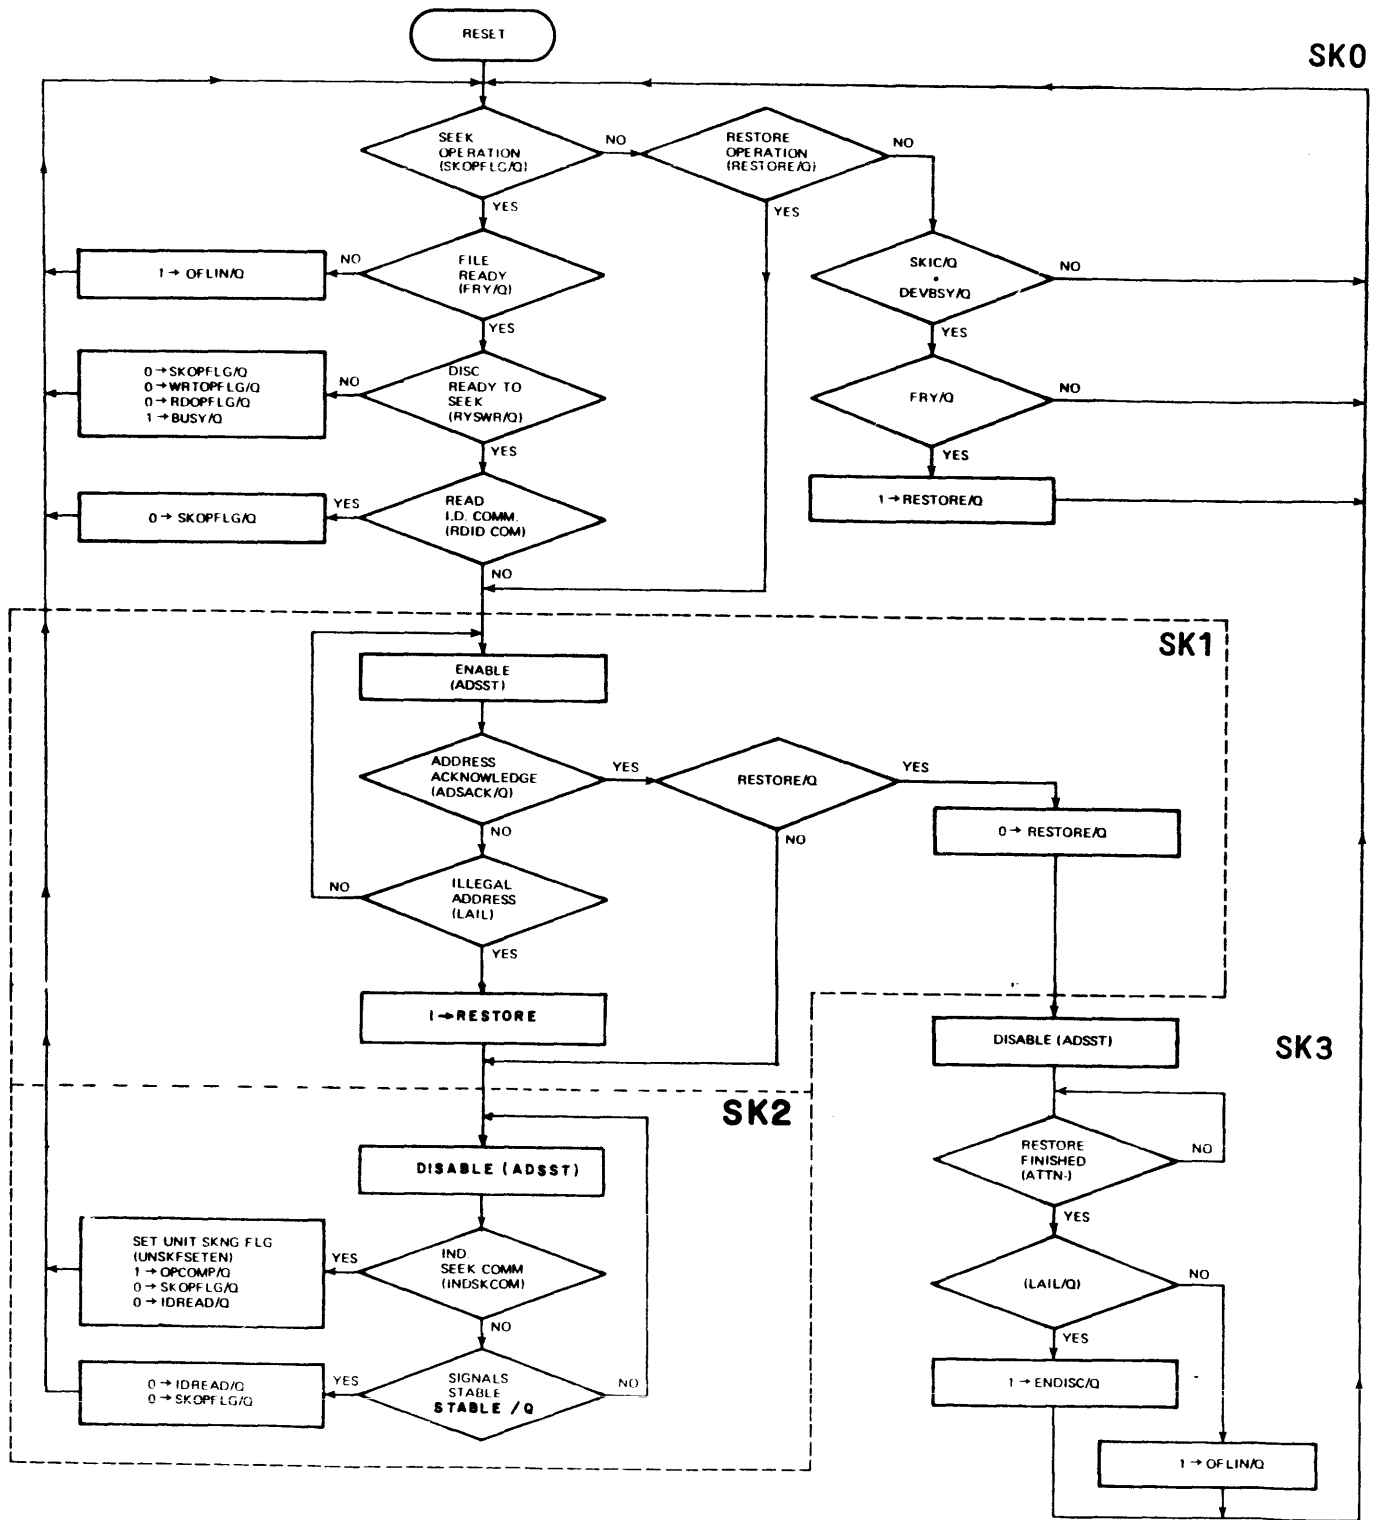 RESET
SK0
SEEK
OPERATION
(SKOPFLG/Q)
NO
RESTORE
OPERATION
(RESTORE/Q)
NO
YES
YES
1→OFLIN/Q
NO
FILE
READY
(FRY/Q)
YES
SKIC/Q
•
DEVBSY/Q
NO
YES
0→SKOPFLG/Q
0→WRTOPFLG/Q
0→RDOPFLG/Q
1→BUSY/Q
NO
DISC
READY TO
SEEK
(RYSWR/Q)
YES
FRY/Q
NO
YES
0→SKOPFLG/Q
YES
READ
I.D. COMM.
(RDID COM)
NO
1→RESTORE/Q
SK1
ENABLE
(ADSST)
ADDRESS
ACKNOWLEDGE
(ADSACK/Q)
YES
NO
RESTORE/Q
YES
NO
0→RESTORE/Q
NO
ILLEGAL
ADDRESS
(LAIL)
YES
1→RESTORE
DISABLE (ADSST)
SK3
SK2
DISABLE (ADSST)
RESTORE
FINISHED
(ATTN-)
NO
YES
SET UNIT SKNG FLG
(UNSKFSETEN)
1→OPCOMP/Q
0→SKOPFLG/Q
0→IDREAD/Q
YES
IND.
SEEK COMM
(INDSKCOM)
NO
(LAIL/Q)
NO
YES
0→IDREAD/Q
0→SKOPFLG/Q
YES
SIGNALS
STABLE
STABLE /Q
NO
1→ENDISC/Q
1→OFLIN/Q